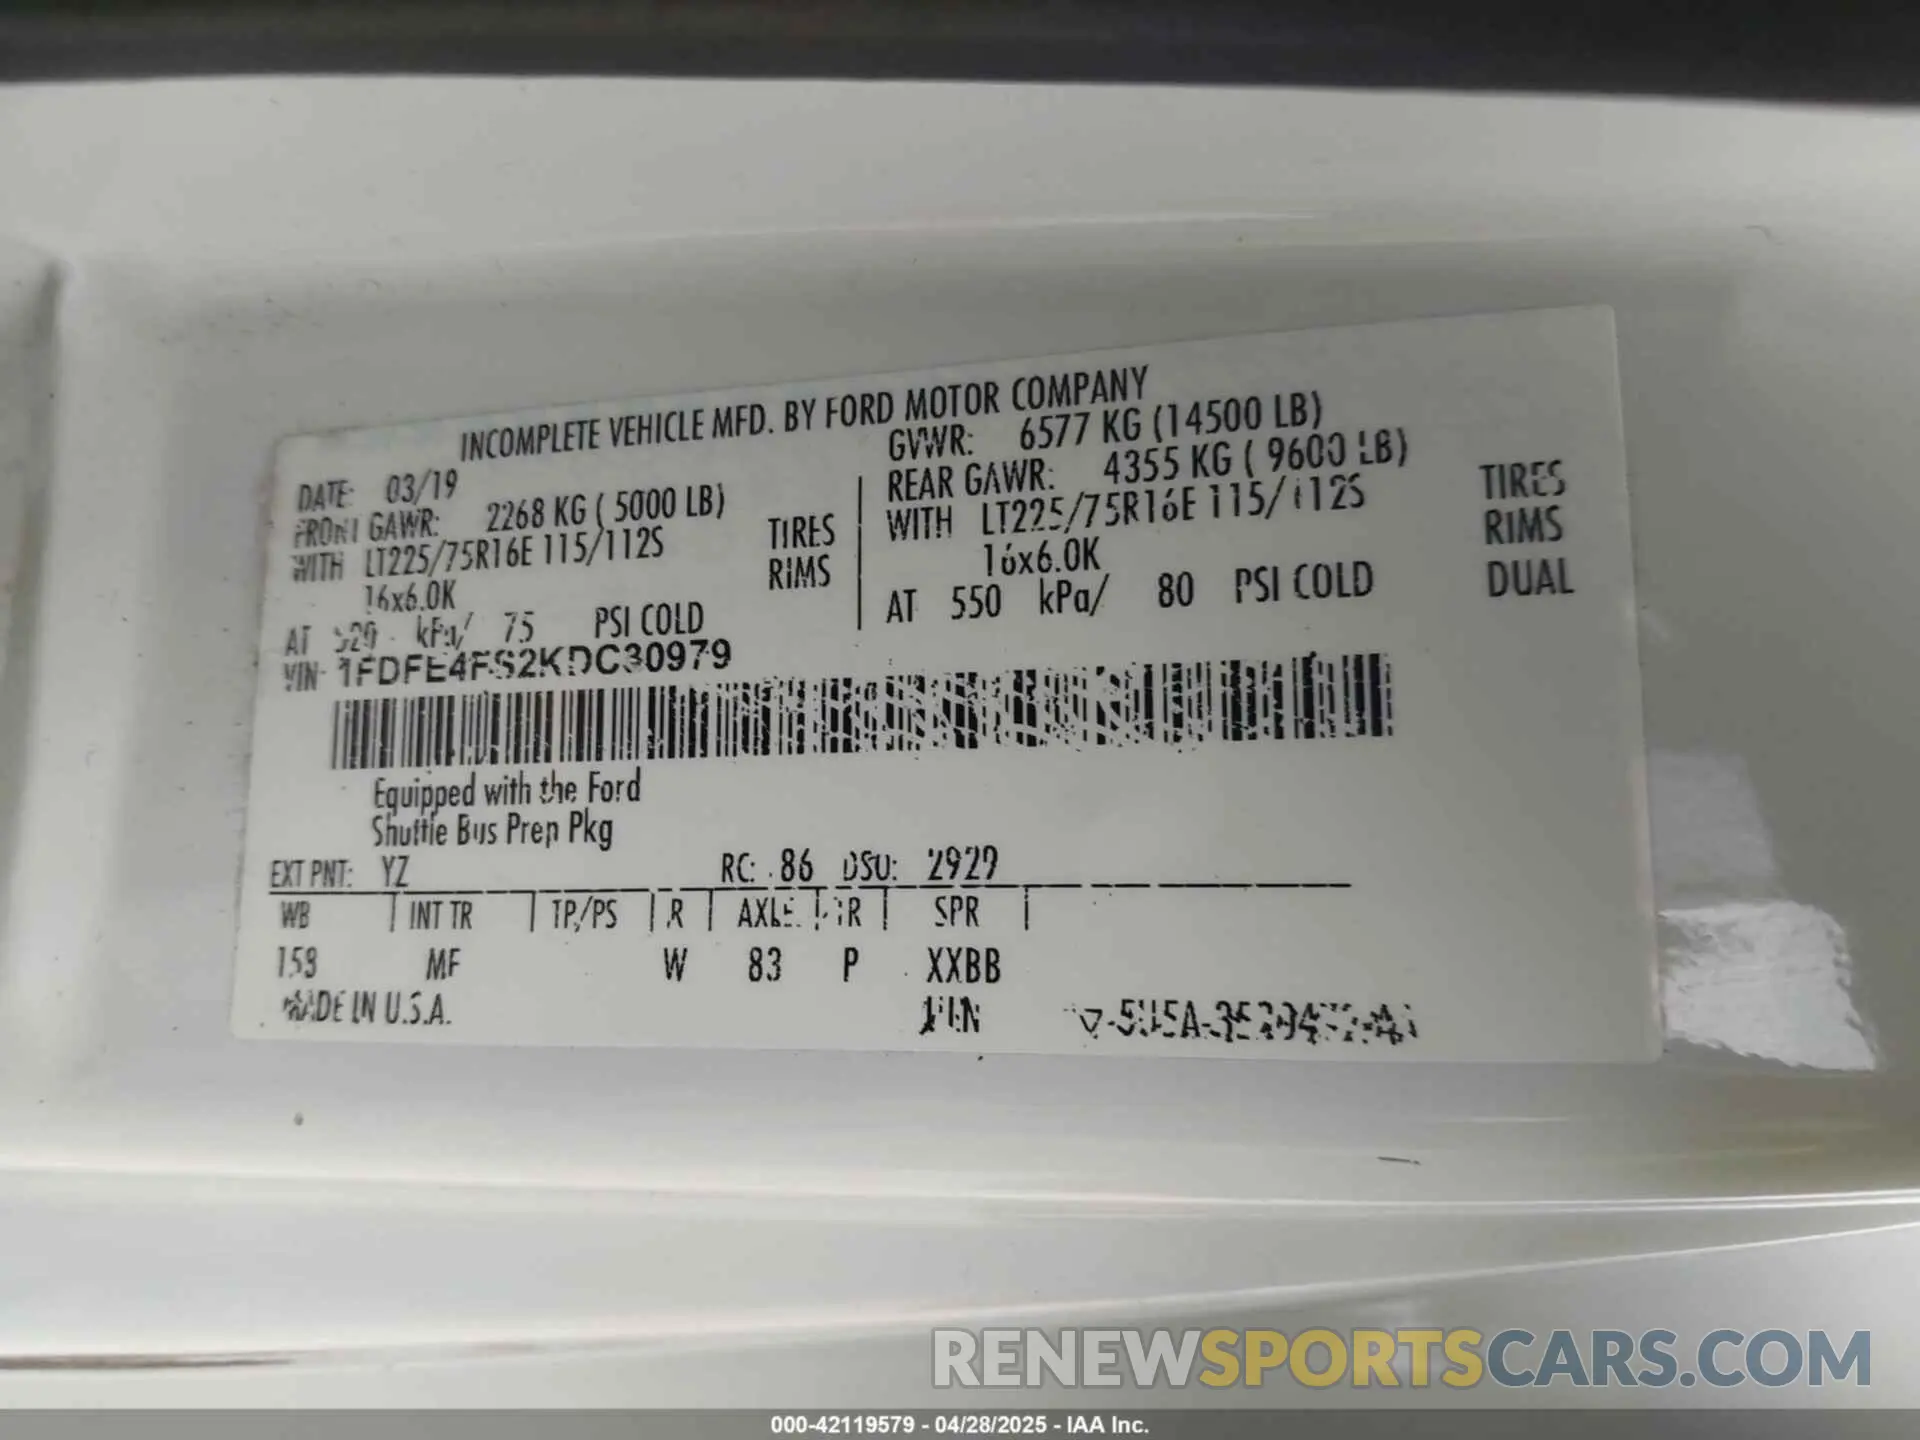 INCOMPLETE VEHICLE MFD. BY FORD MOTOR COMPANY
DATE: 03/19
GVWR: 6577 KG (14500 LB)
FRONT GAWR: 2268 KG ( 5000 LB)
REAR GAWR: 4355 KG ( 9600 LB)
WITH LT225/75R16E 115/112S TIRES
WITH LT225/75R16E 115/112S TIRES
16x6.0K RIMS
16x6.0K RIMS
AT 520 kPa/ 75 PSI COLD
AT 550 kPa/ 80 PSI COLD DUAL
VIN: 1FDFE4FS2KDC30979
Equipped with the Ford
Shuttle Bus Prep Pkg
EXT PNT: YZ RC: 86 DSO: 2929
WB INT TR TP/PS R AXLE TR SPR
158 MF W 83 P XXBB
MADE IN U.S.A.
RENEWSPORTSCARS.COM
000-42119579 - 04/28/2025 - IAA Inc.